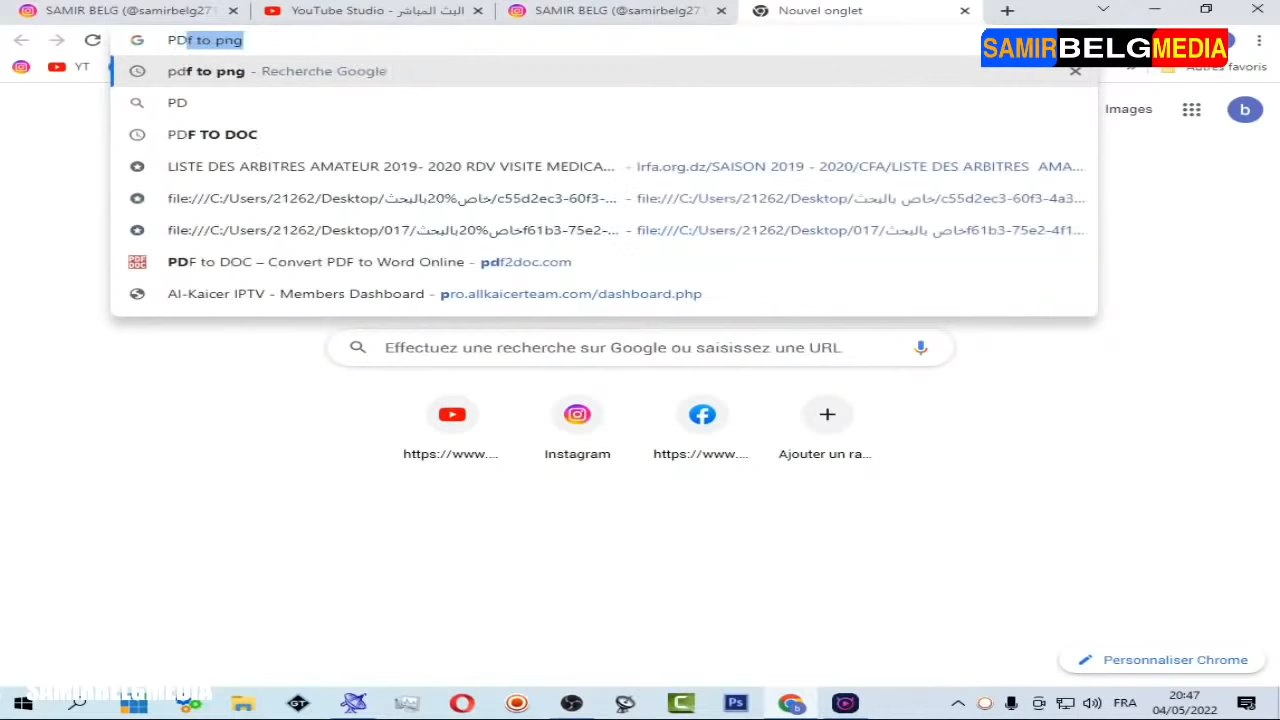 SAMIR BELG (@samirbelg27
YouTube Studio - البث المباشر
SAMIR BELG (@samirbelg27
Nouvel onglet
PDf to png
SAMIRBELGMEDIA
YT
Autres favoris
pdf to png - Recherche Google
PD
Images
b
PDF TO DOC
LISTE DES ARBITRES AMATEUR 2019- 2020 RDV VISITE MEDICA... - lrfa.org.dz/SAISON 2019 - 2020/CFA/LISTE DES ARBITRES AMA...
file:///C:/Users/21262/Desktop/خاص%20بالبحث/c55d2ec3-60f3-... - file:///C:/Users/21262/Desktop/خاص بالبحث/c55d2ec3-60f3-4a3...
file:///C:/Users/21262/Desktop/017/خاص%20بالبحثf61b3-75e2-... - file:///C:/Users/21262/Desktop/017/خاص بالبحثf61b3-75e2-4f1...
PDF to DOC – Convert PDF to Word Online - pdf2doc.com
Al-Kaicer IPTV - Members Dashboard - pro.allkaicerteam.com/dashboard.php
Effectuez une recherche sur Google ou saisissez une URL
https://www....
Instagram
https://www....
Ajouter un ra...
Personnaliser Chrome
SAMIRBELGMEDIA
GT
Ps
b
FRA
20:47
04/05/2022